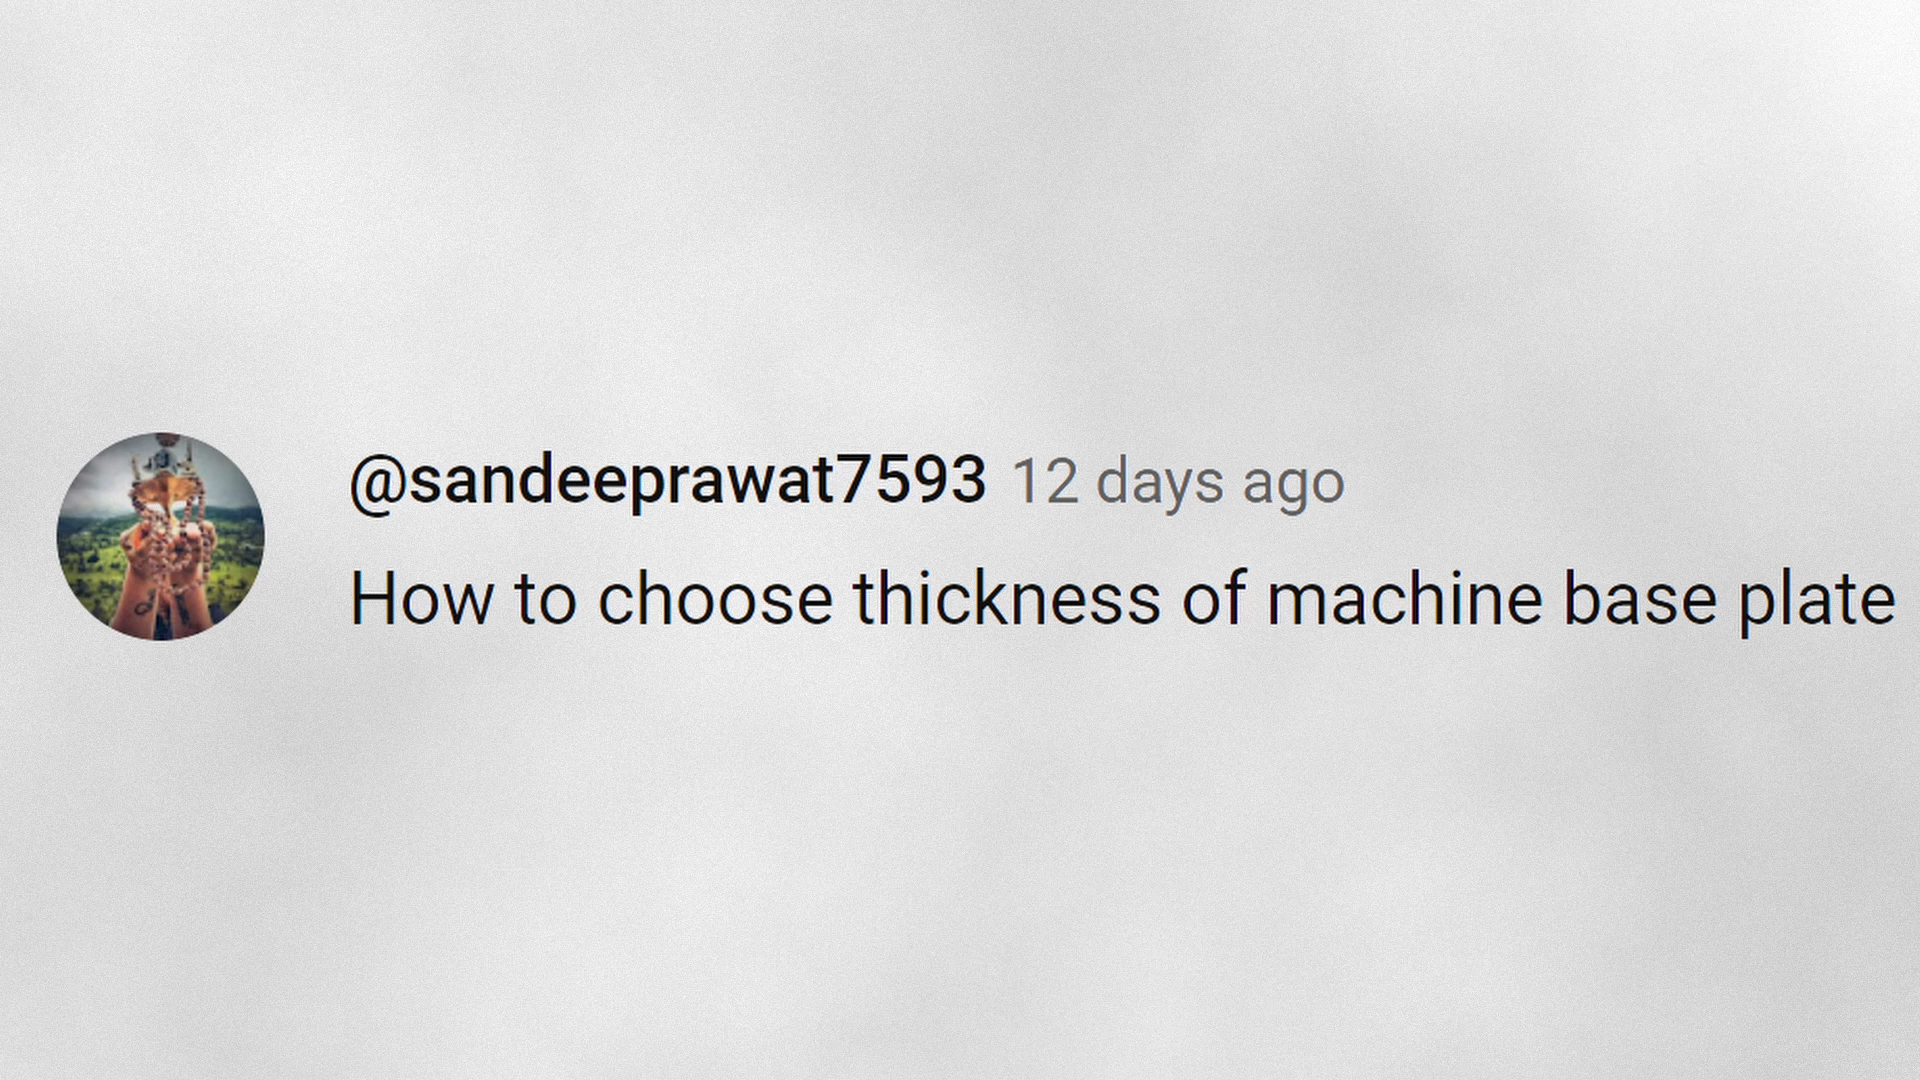 @sandeeprawat7593 12 days ago
How to choose thickness of machine base plate